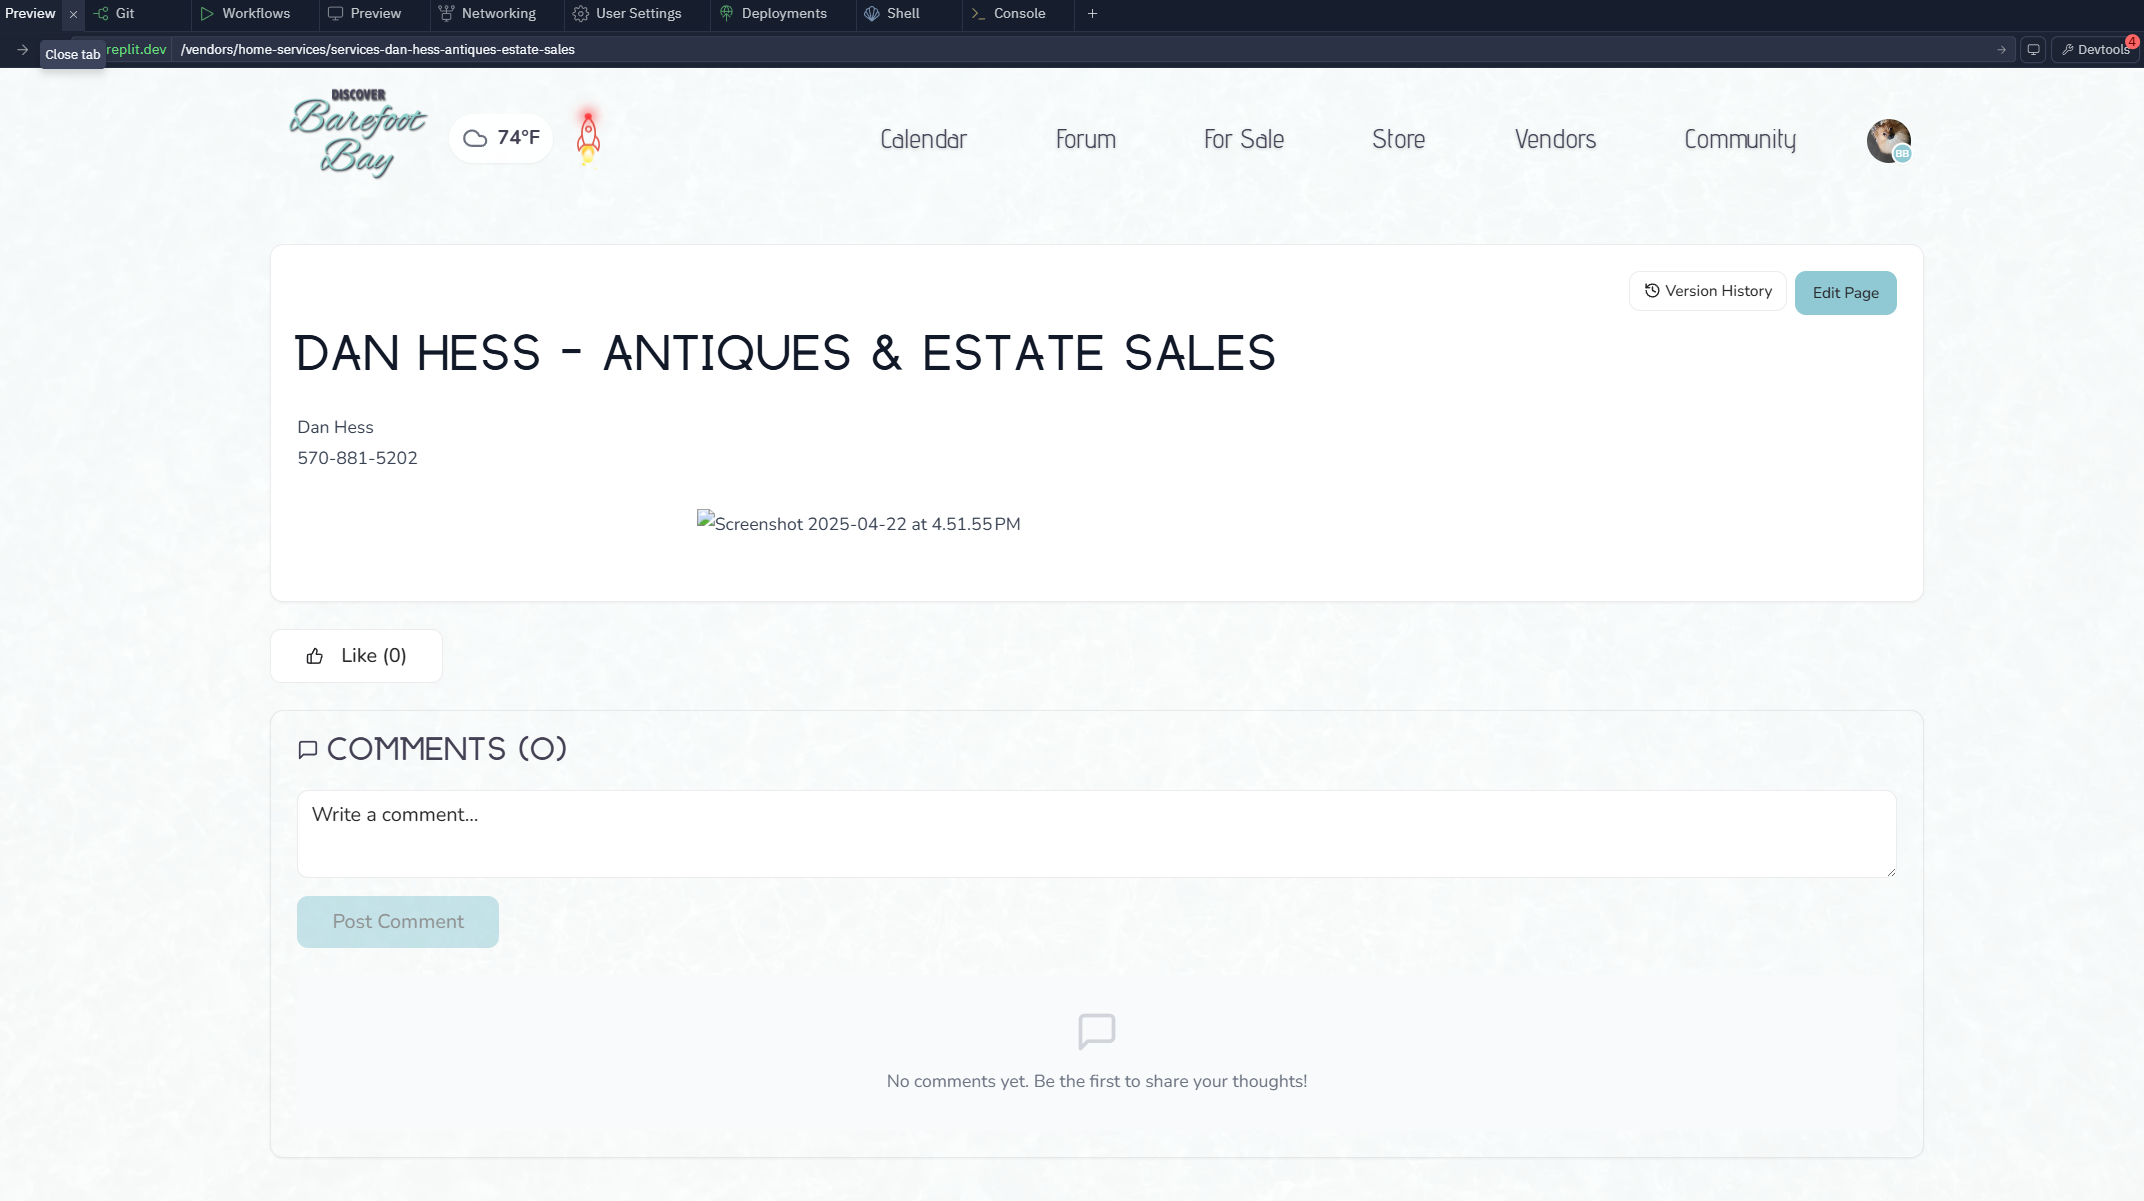 Preview
Git
Workflows
Preview
Networking
User Settings
Deployments
Shell
Console
Close tab
replit.dev
/vendors/home-services/services-dan-hess-antiques-estate-sales
Devtools
4
DISCOVER
Barefoot
Bay
74°F
Calendar
Forum
For Sale
Store
Vendors
Community
BB
Version History
Edit Page
DAN HESS - ANTIQUES & ESTATE SALES
Dan Hess
570-881-5202
Screenshot 2025-04-22 at 4.51.55 PM
Like (0)
COMMENTS (0)
Write a comment...
Post Comment
No comments yet. Be the first to share your thoughts!